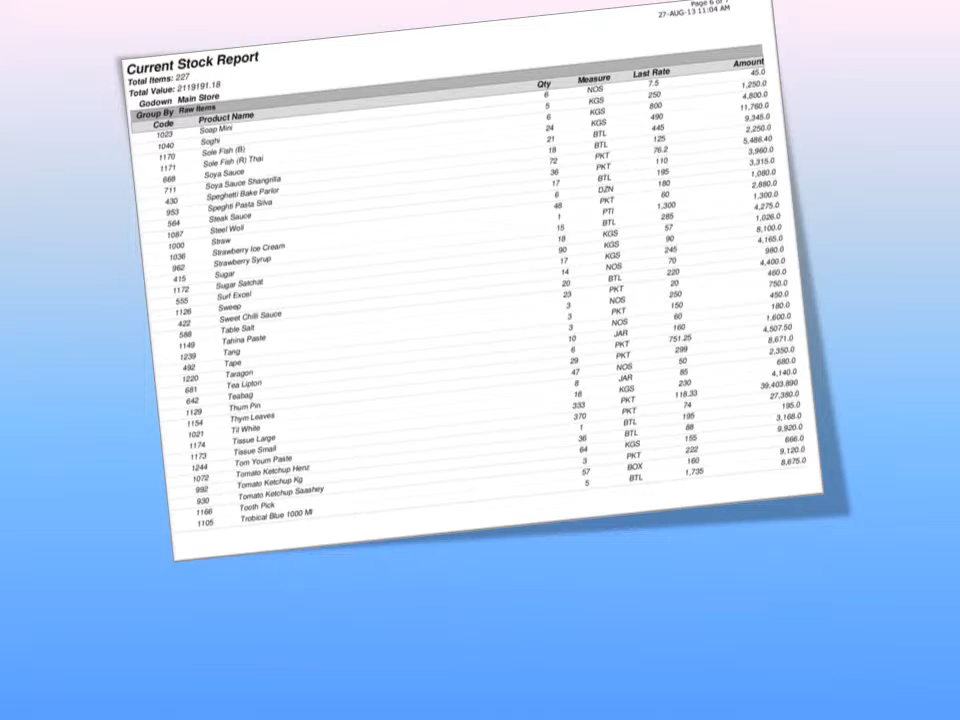 Page 6 of 7
27-AUG-13 11:04 AM
Current Stock Report
Total Items: 227
Total Value: 2119191.18
Godown Main Store
Group By Raw Items
Code Product Name Qty Measure Last Rate Amount
1023 Soap Mini 6 NOS 7.5 45.0
1040 Soghi 5 KGS 250 1,250.0
1170 Sole Fish (B) 6 KGS 800 4,800.0
1171 Sole Fish (R) Thai 24 KGS 490 11,760.0
668 Soya Sauce 21 BTL 445 9,345.0
711 Soya Sauce Shangrilla 18 BTL 125 2,250.0
430 Speghetti Bake Parlor 72 PKT 76.2 5,486.40
953 Speghtti Pasta Silva 36 PKT 110 3,960.0
564 Steak Sauce 17 BTL 195 3,315.0
1087 Steel Woll 6 DZN 180 1,080.0
1000 Straw 48 PKT 60 2,880.0
1036 Strawberry Ice Cream 1 PTI 1,300 1,300.0
962 Strawberry Syrup 15 BTL 285 4,275.0
415 Sugar 18 KGS 57 1,026.0
1172 Sugar Satchat 90 KGS 90 8,100.0
555 Surf Excel 17 KGS 245 4,165.0
1126 Sweep 14 NOS 70 980.0
422 Sweet Chilli Sauce 20 BTL 220 4,400.0
588 Table Salt 23 PKT 20 460.0
1149 Tahina Paste 3 NOS 250 750.0
1239 Tang 3 PKT 150 450.0
492 Tape 3 NOS 60 180.0
1220 Taragon 10 JAR 160 1,600.0
681 Tea Lipton 6 PKT 751.25 4,507.50
642 Teabag 29 PKT 299 8,671.0
1129 Thum Pin 47 NOS 50 2,350.0
1154 Thym Leaves 8 JAR 85 680.0
1021 Til White 18 KGS 230 4,140.0
1174 Tissue Large 333 PKT 118.33 39,403.890
1173 Tissue Small 370 PKT 74 27,380.0
1244 Tom Youm Paste 1 BTL 195 195.0
1072 Tomato Ketchup Henz 36 BTL 88 3,168.0
992 Tomato Ketchup Kg 64 KGS 155 9,920.0
930 Tomato Ketchup Saashey 3 PKT 222 666.0
1166 Tooth Pick 57 BOX 160 9,120.0
1105 Trobical Blue 1000 Ml 5 BTL 1,735 8,675.0